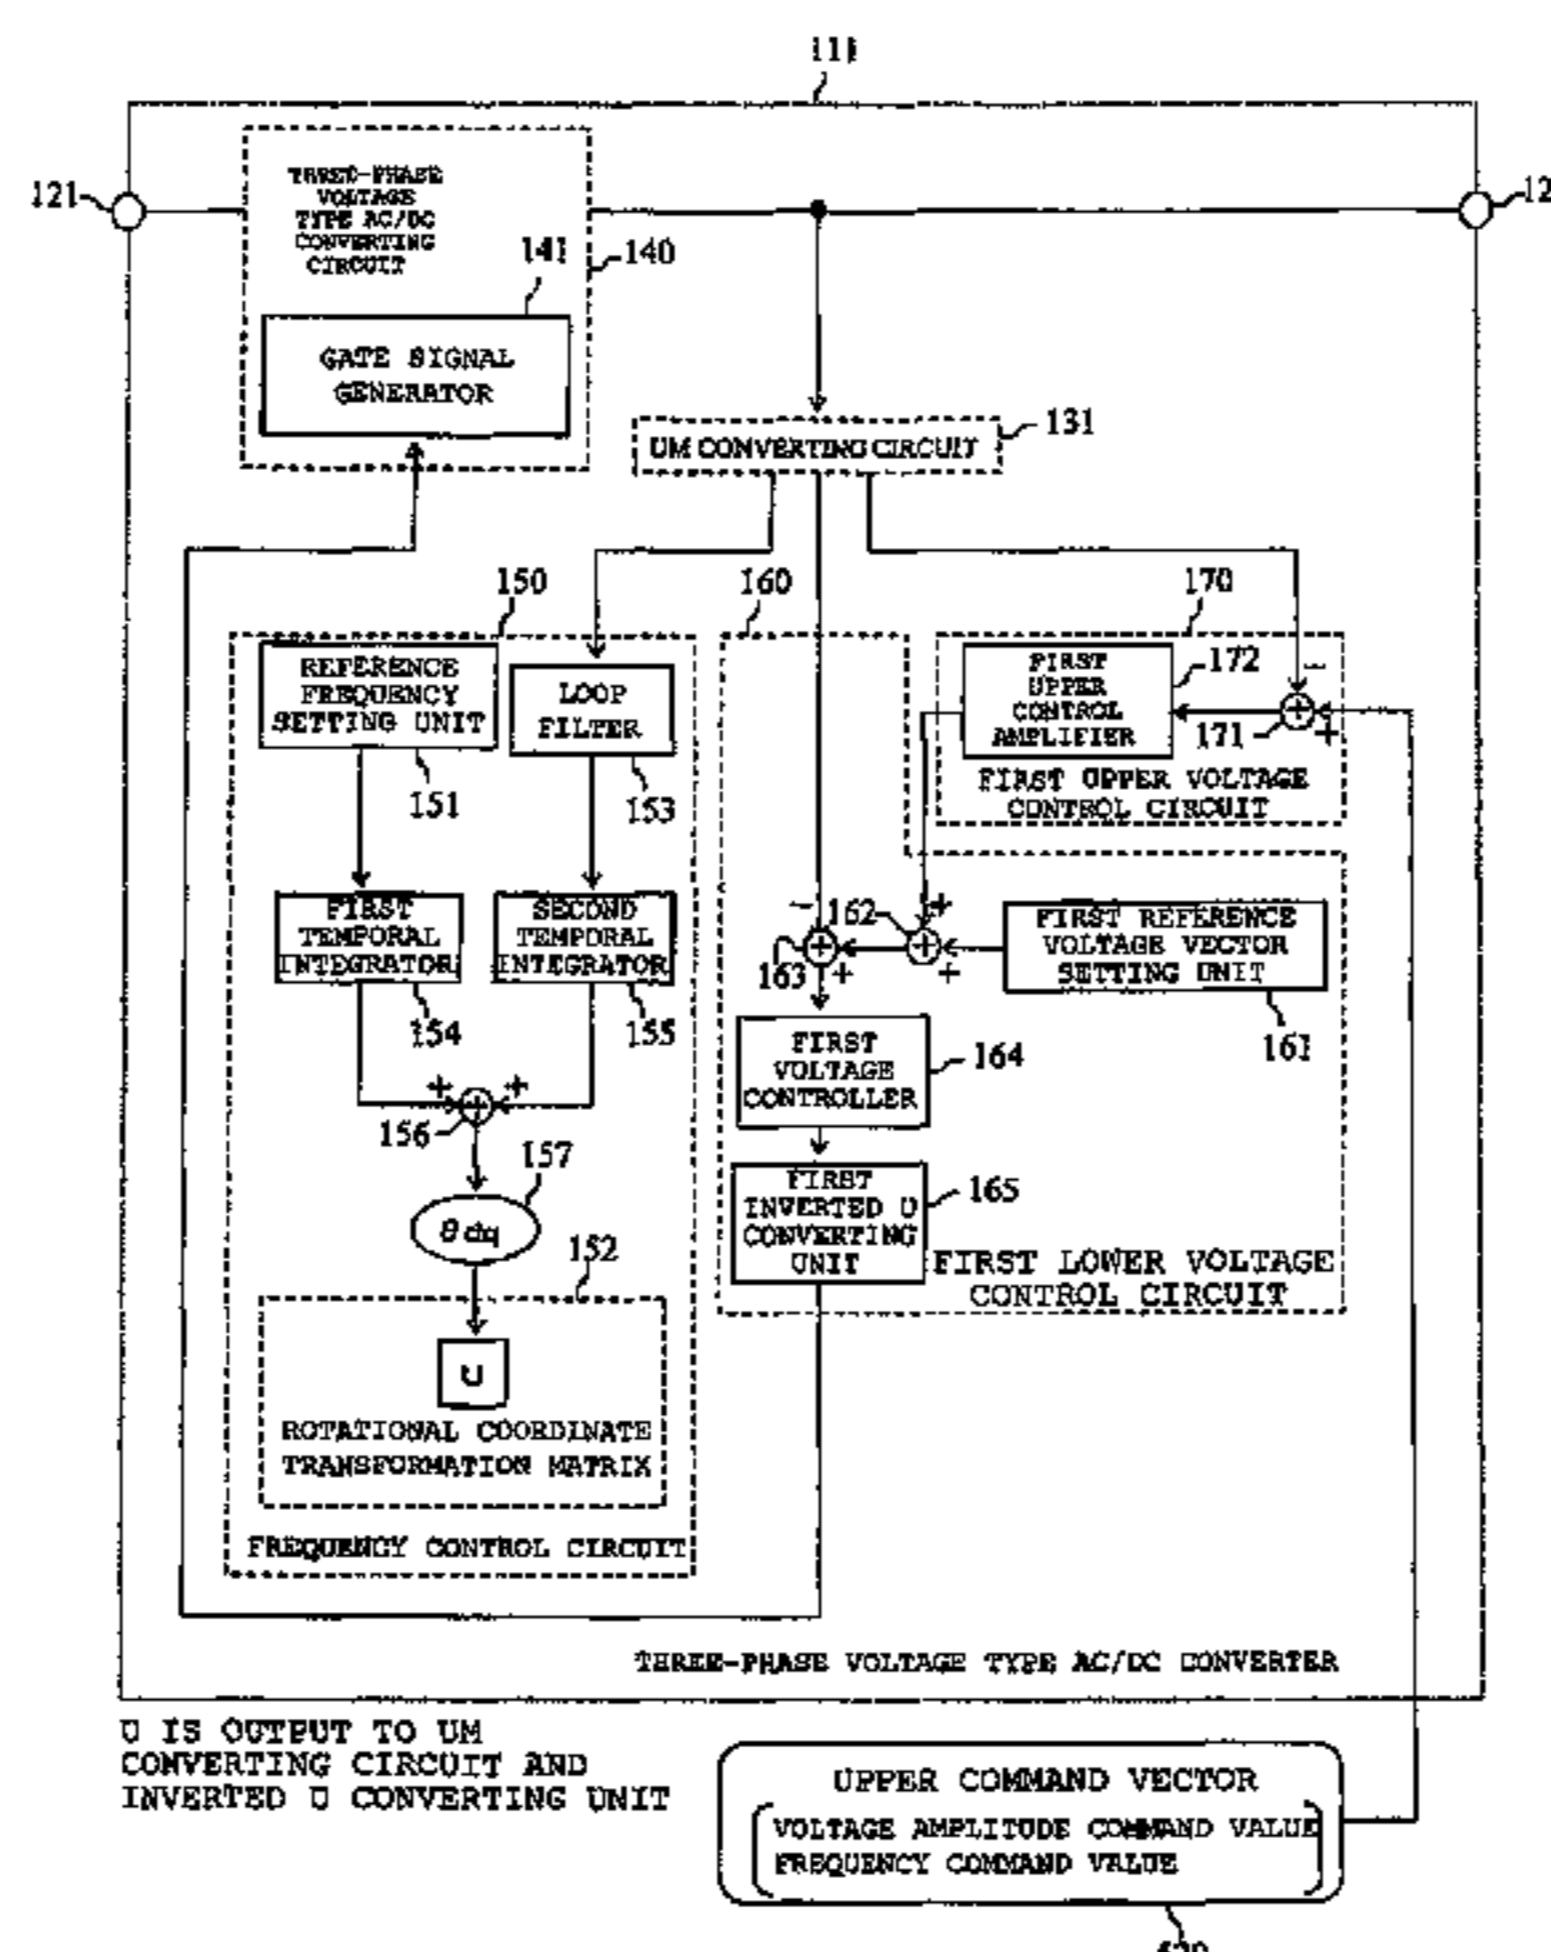 111
121
12
THREE-PHASE
VOLTAGE
TYPE AC/DC
CONVERTING
CIRCUIT
141
140
GATE SIGNAL
GENERATOR
UM CONVERTING CIRCUIT
131
150
160
170
REFERENCE
FREQUENCY
SETTING UNIT
151
LOOP
FILTER
153
FIRST
UPPER
CONTROL
AMPLIFIER
172
−
171
+
FIRST UPPER VOLTAGE
CONTROL CIRCUIT
FIRST
TEMPORAL
INTEGRATOR
154
SECOND
TEMPORAL
INTEGRATOR
155
−
162
+
163
+
+
FIRST REFERENCE
VOLTAGE VECTOR
SETTING UNIT
161
FIRST
VOLTAGE
CONTROLLER
164
+
+
156
157
θdq
FIRST
INVERTED U
CONVERTING
UNIT
165
FIRST LOWER VOLTAGE
CONTROL CIRCUIT
152
U
ROTATIONAL COORDINATE
TRANSFORMATION MATRIX
FREQUENCY CONTROL CIRCUIT
THREE-PHASE VOLTAGE TYPE AC/DC CONVERTER
U IS OUTPUT TO UM
CONVERTING CIRCUIT AND
INVERTED U CONVERTING UNIT
UPPER COMMAND VECTOR
VOLTAGE AMPLITUDE COMMAND VALUE
FREQUENCY COMMAND VALUE